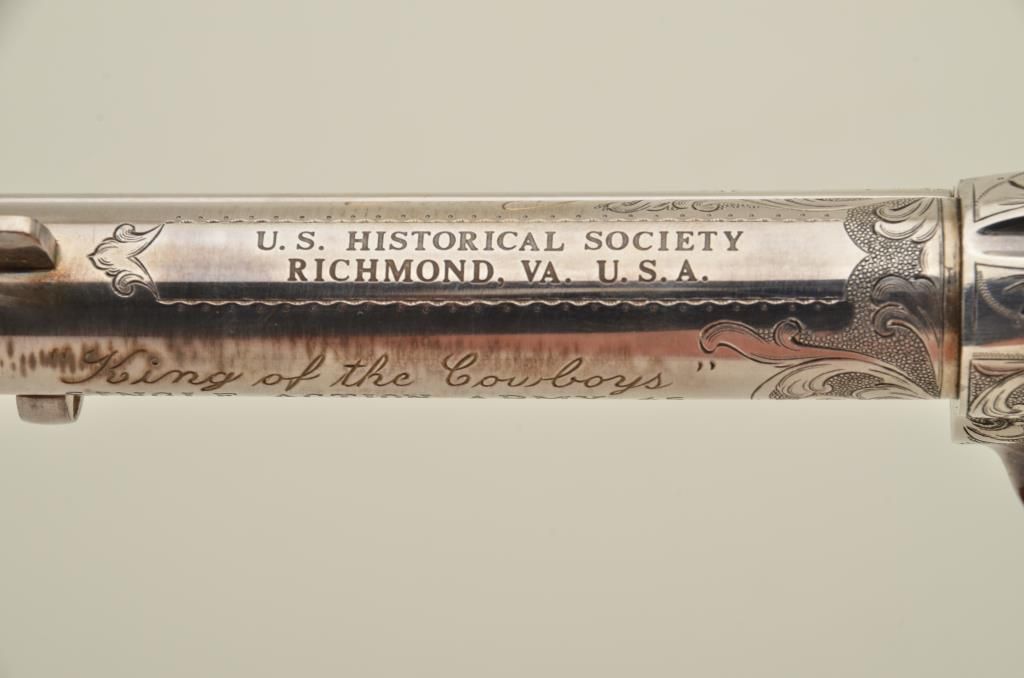 U. S. HISTORICAL SOCIETY
RICHMOND, VA. U. S. A.
King of the Cowboys "